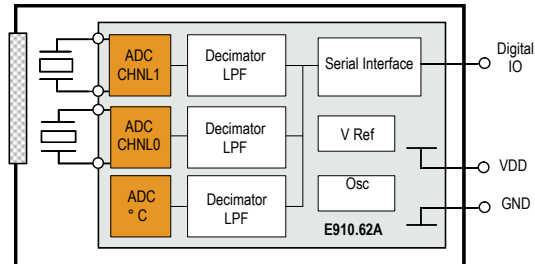 ADC
CHNL1
Decimator
LPF
Serial Interface
Digital
IO
ADC
CHNL0
Decimator
LPF
V Ref
VDD
ADC
° C
Decimator
LPF
Osc
GND
E910.62A